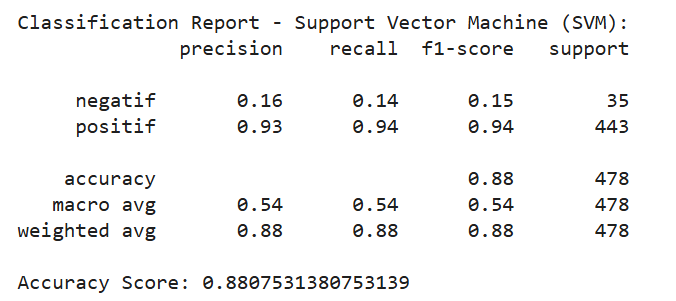 Classification Report - Support Vector Machine (SVM):
precision recall f1-score support
negatif 0.16 0.14 0.15 35
positif 0.93 0.94 0.94 443
accuracy 0.88 478
macro avg 0.54 0.54 0.54 478
weighted avg 0.88 0.88 0.88 478
Accuracy Score: 0.8807531380753139